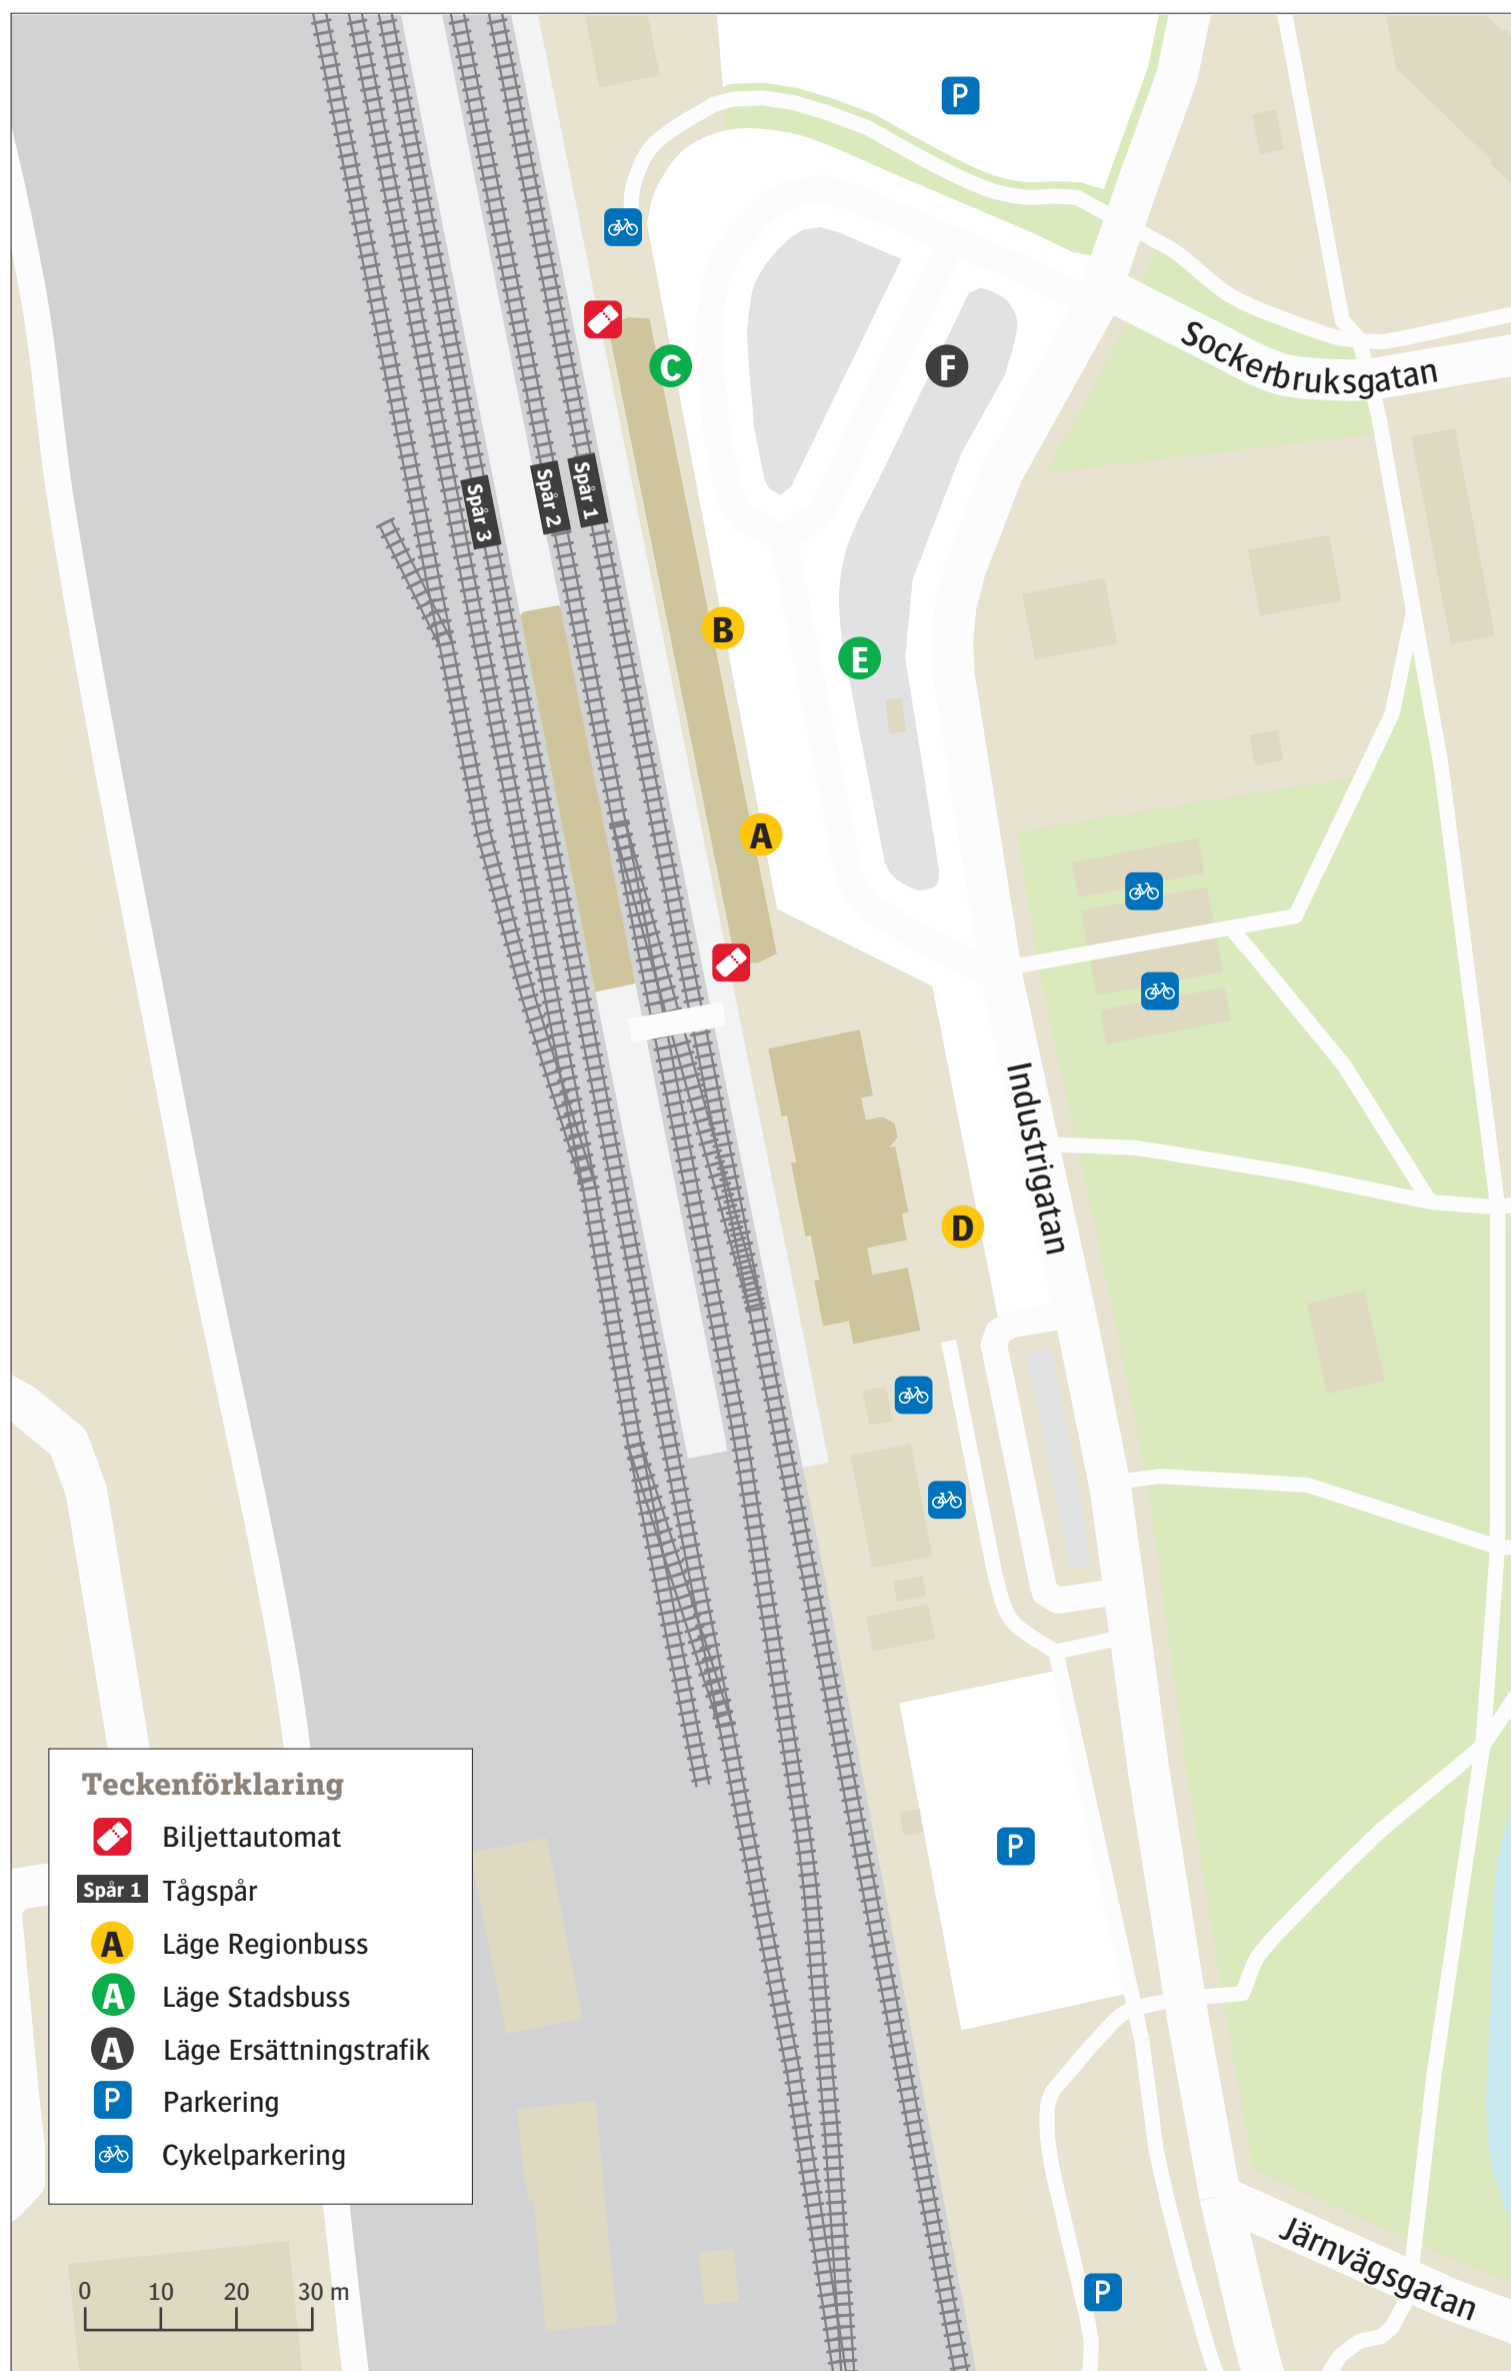 P
Sockerbruksgatan
C
F
Spår 3
Spår 2
Spår 1
B
E
A
Industrigatan
D
P
Teckenförklaring
Biljettautomat
Spår 1 Tågspår
A Läge Regionbuss
A Läge Stadsbuss
A Läge Ersättningstrafik
P Parkering
Cykelparkering
Järnvägsgatan
0 10 20 30 m
P